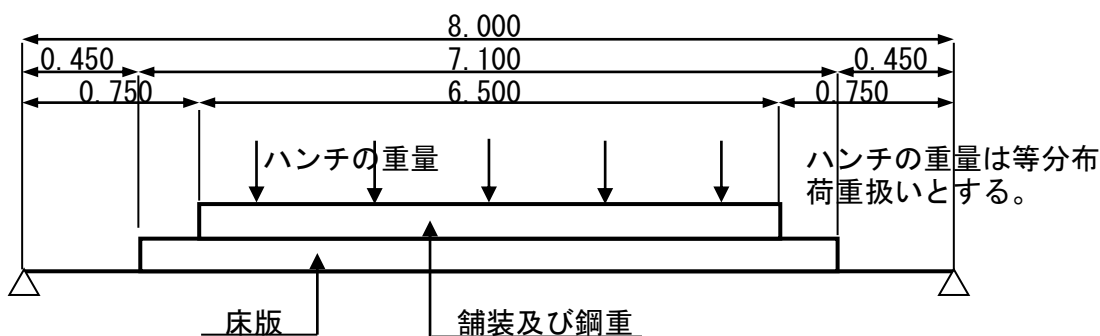 8.000
0.450 7.100 0.450
0.750 6.500 0.750
ハンチの重量
ハンチの重量は等分布
荷重扱いとする。
床版 舗装及び鋼重